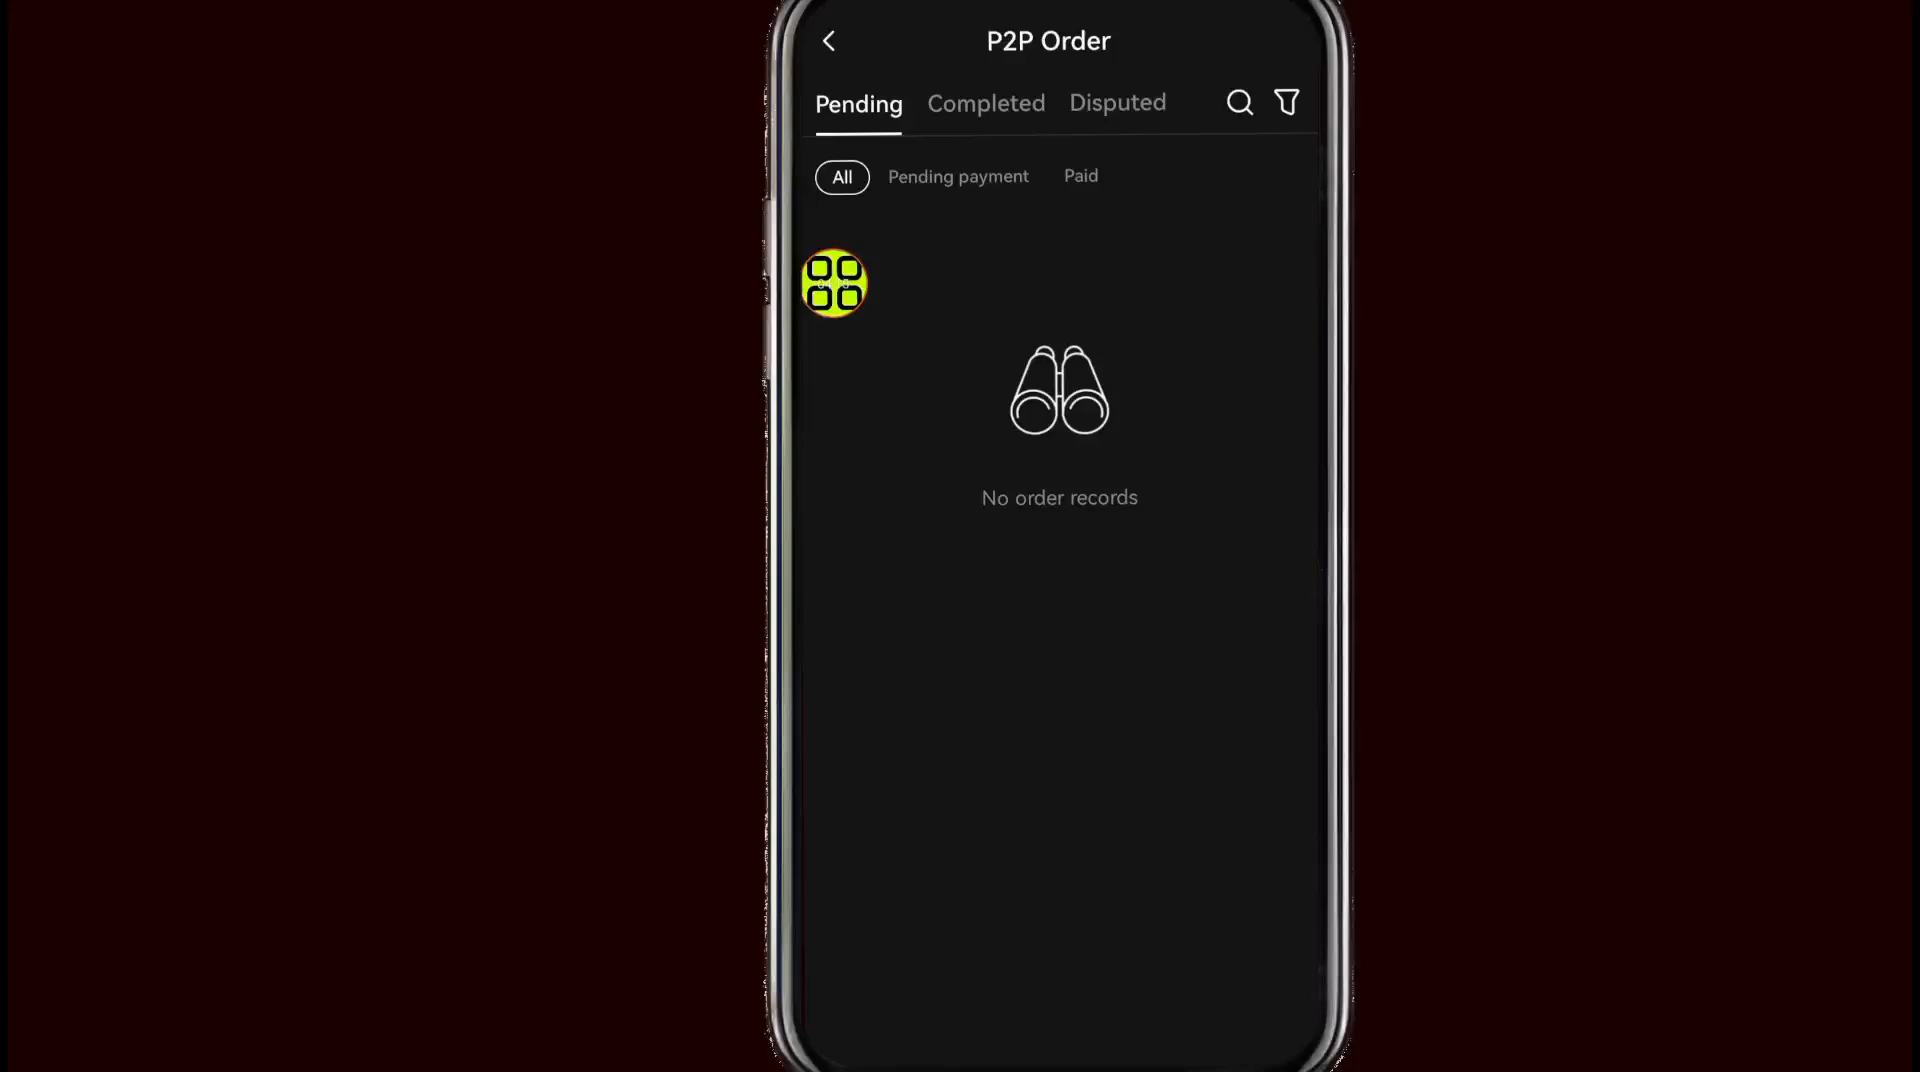 P2P Order
Pending Completed Disputed
All Pending payment Paid
No order records